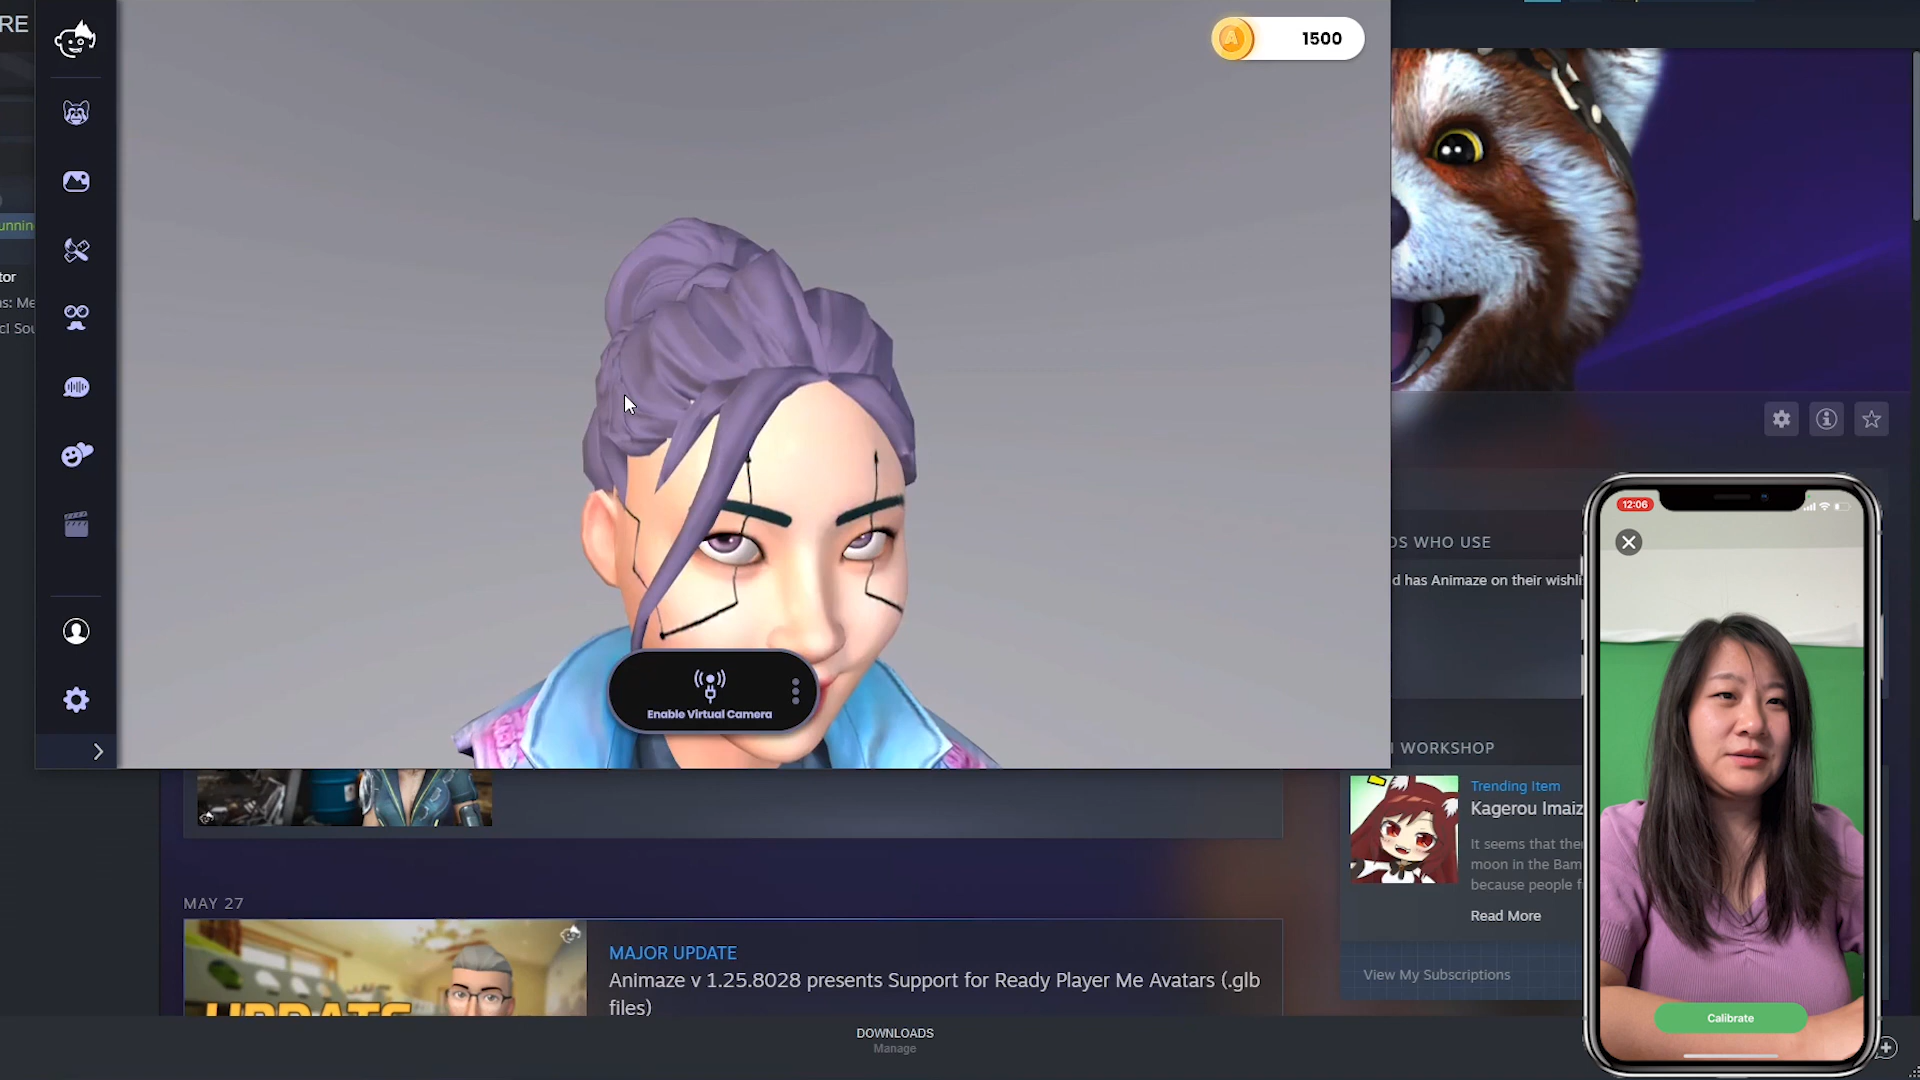 RE
1500
unnin
tor
s: Me
cl Sou
Enable Virtual Camera
DS WHO USE
d has Animaze on their wishli
WORKSHOP
Trending Item
Kagerou Imaiz
It seems that the
moon in the Bam
because people f
Read More
View My Subscriptions
MAY 27
UPDATE
MAJOR UPDATE
Animaze v 1.25.8028 presents Support for Ready Player Me Avatars (.glb
files)
DOWNLOADS
Manage
12:06
Calibrate